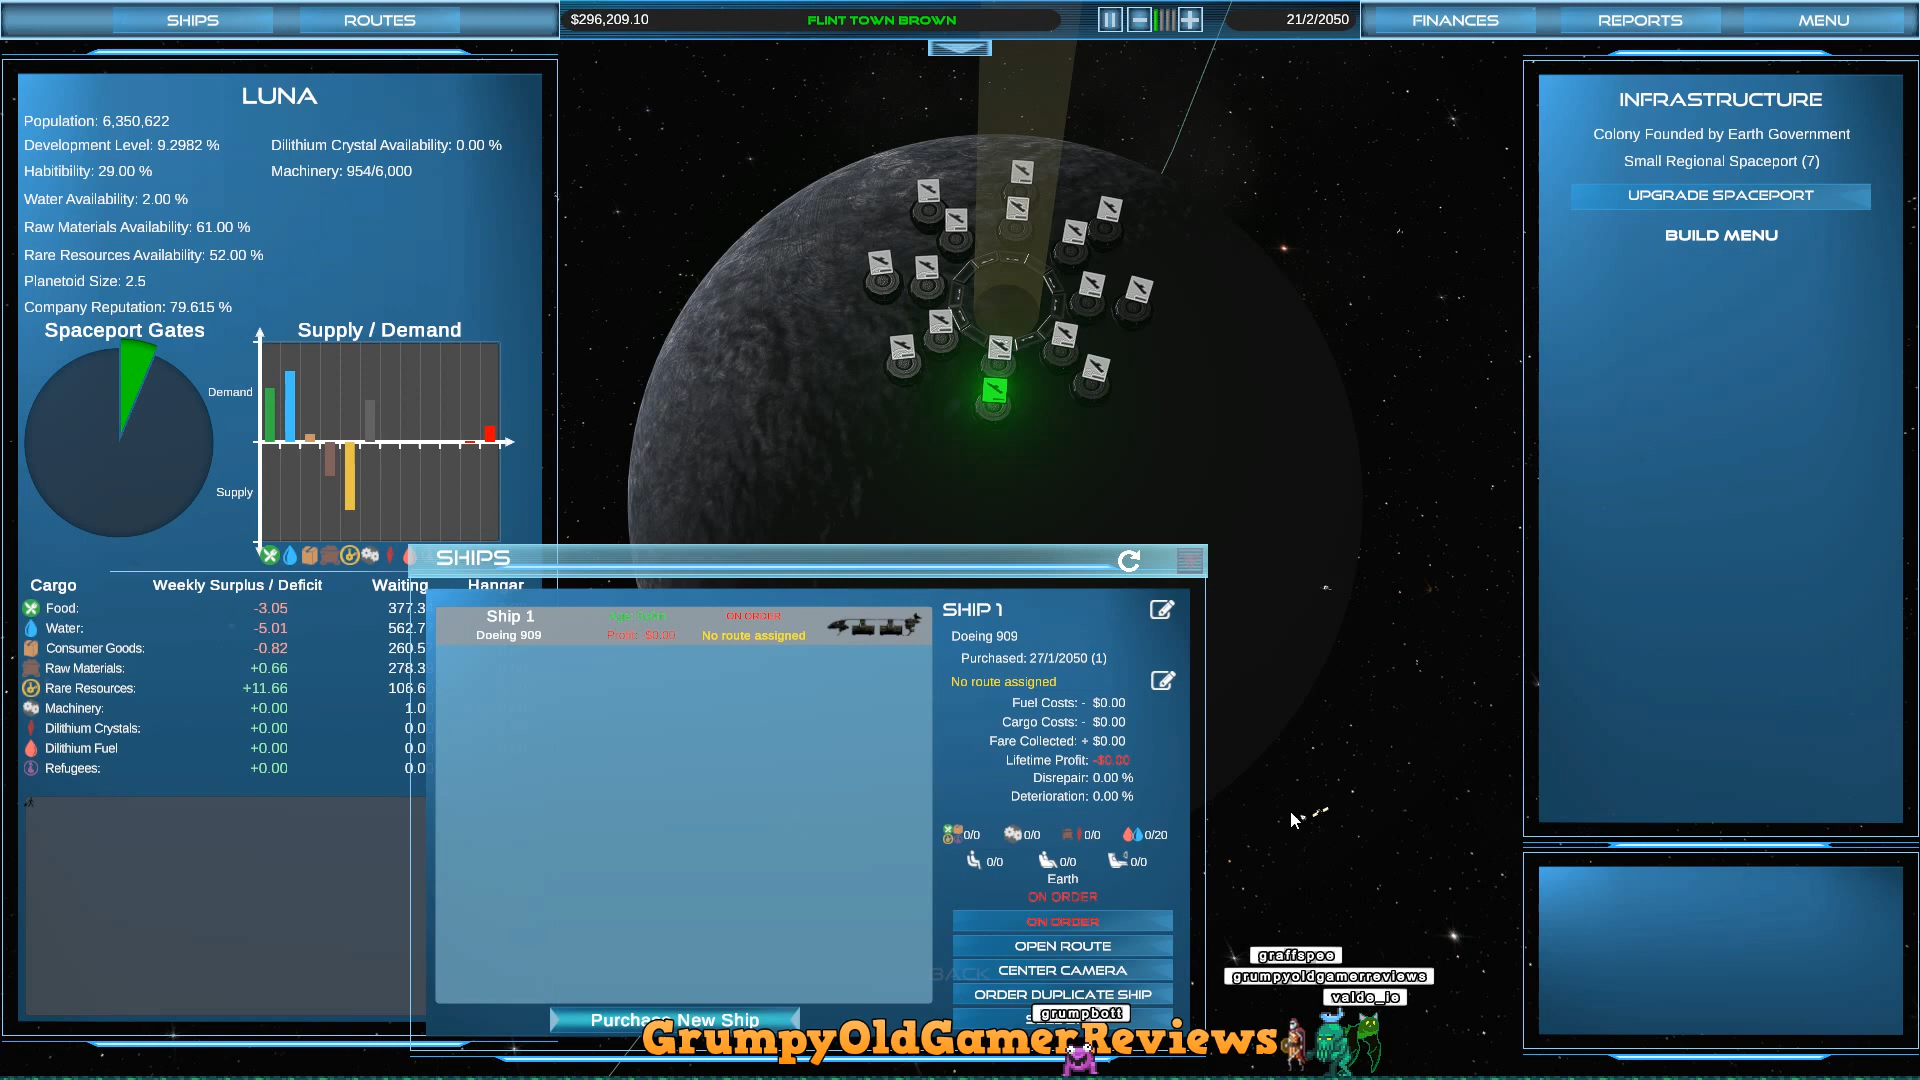 SHIPS
ROUTES
$296,209.10
FLINT TOWN BROWN
21/2/2050
FINANCES
REPORTS
MENU
LUNA
Population: 6,350,622
Development Level: 9.2982 %
Dilithium Crystal Availability: 0.00 %
Habitibility: 29.00 %
Machinery: 954/6,000
Water Availability: 2.00 %
Raw Materials Availability: 61.00 %
Rare Resources Availability: 52.00 %
Planetoid Size: 2.5
Company Reputation: 79.615 %
Spaceport Gates
Supply / Demand
Demand
Supply
Cargo Weekly Surplus / Deficit Waiting Hangar
Food: -3.05 377.3
Water: -5.01 562.7
Consumer Goods: -0.82 260.5
Raw Materials: +0.66 278.3
Rare Resources: +11.66 106.6
Machinery: +0.00 1.0
Dilithium Crystals: +0.00 0.0
Dilithium Fuel +0.00 0.0
Refugees: +0.00 0.0
SHIPS
Ship 1
ON ORDER
Doeing 909
Profit: $0.00
No route assigned
Purchase New Ship
SHIP 1
Doeing 909
Purchased: 27/1/2050 (1)
No route assigned
Fuel Costs: - $0.00
Cargo Costs: - $0.00
Fare Collected: + $0.00
Lifetime Profit: -$0.00
Disrepair: 0.00 %
Deterioration: 0.00 %
0/0 0/0 0/0 0/20
0/0 0/0 0/0
Earth
ON ORDER
ON ORDER
OPEN ROUTE
BACK
CENTER CAMERA
ORDER DUPLICATE SHIP
INFRASTRUCTURE
Colony Founded by Earth Government
Small Regional Spaceport (7)
UPGRADE SPACEPORT
BUILD MENU
graffspee
grumpyoldgamerreviews
valde_io
grumpbott
GrumpyOldGamerReviews